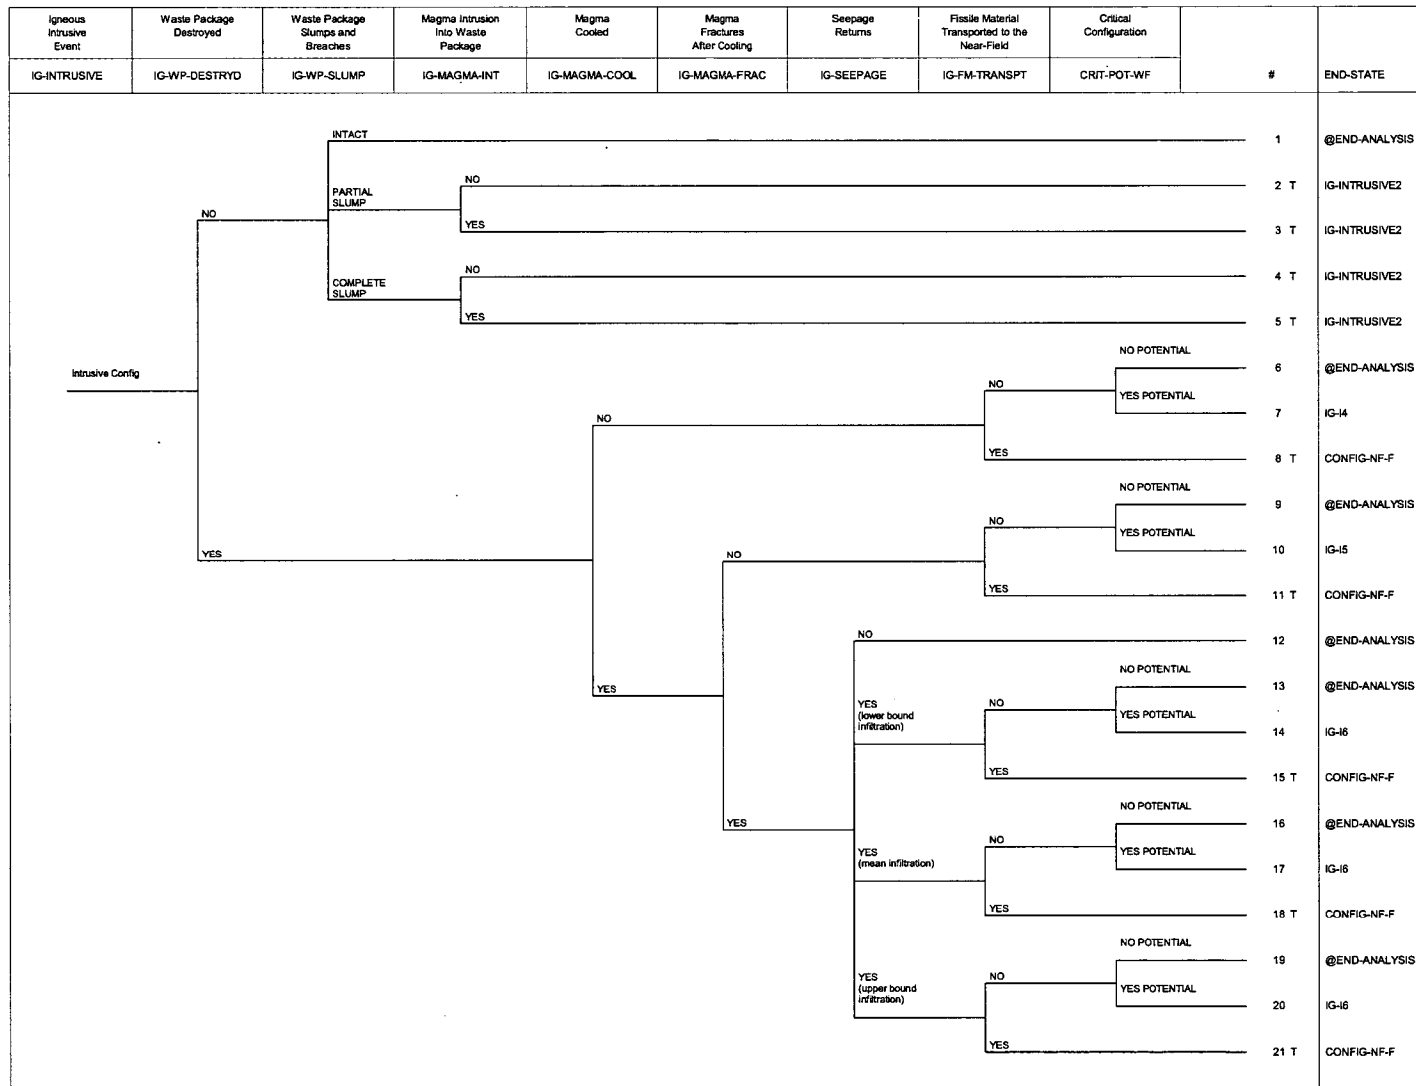 Igneous
Intrusive
Event
Waste Package
Destroyed
Waste Package
Slumps and
Breaches
Magma Intrusion
Into Waste
Package
Magma
Cooled
Magma
Fractures
After Cooling
Seepage
Returns
Fissile Material
Transported to the
Near-Field
Critical
Configuration
IG-INTRUSIVE
IG-WP-DESTRYD
IG-WP-SLUMP
IG-MAGMA-INT
IG-MAGMA-COOL
IG-MAGMA-FRAC
IG-SEEPAGE
IG-FM-TRANSPT
CRIT-POT-WF
#
END-STATE
INTACT
1 @END-ANALYSIS
PARTIAL
SLUMP
NO
2 T IG-INTRUSIVE2
NO
YES
3 T IG-INTRUSIVE2
COMPLETE
SLUMP
NO
4 T IG-INTRUSIVE2
YES
5 T IG-INTRUSIVE2
Intrusive Config
NO POTENTIAL
6 @END-ANALYSIS
NO
YES POTENTIAL
7 IG-I4
NO
YES
8 T CONFIG-NF-F
NO POTENTIAL
9 @END-ANALYSIS
NO
YES POTENTIAL
10 IG-I5
YES
NO
YES
11 T CONFIG-NF-F
NO
12 @END-ANALYSIS
NO POTENTIAL
13 @END-ANALYSIS
YES
YES
(lower bound
infiltration)
NO
YES POTENTIAL
14 IG-I6
YES
15 T CONFIG-NF-F
NO POTENTIAL
16 @END-ANALYSIS
YES
YES
(mean infiltration)
NO
YES POTENTIAL
17 IG-I6
YES
18 T CONFIG-NF-F
NO POTENTIAL
19 @END-ANALYSIS
YES
(upper bound
infiltration)
NO
YES POTENTIAL
20 IG-I6
YES
21 T CONFIG-NF-F